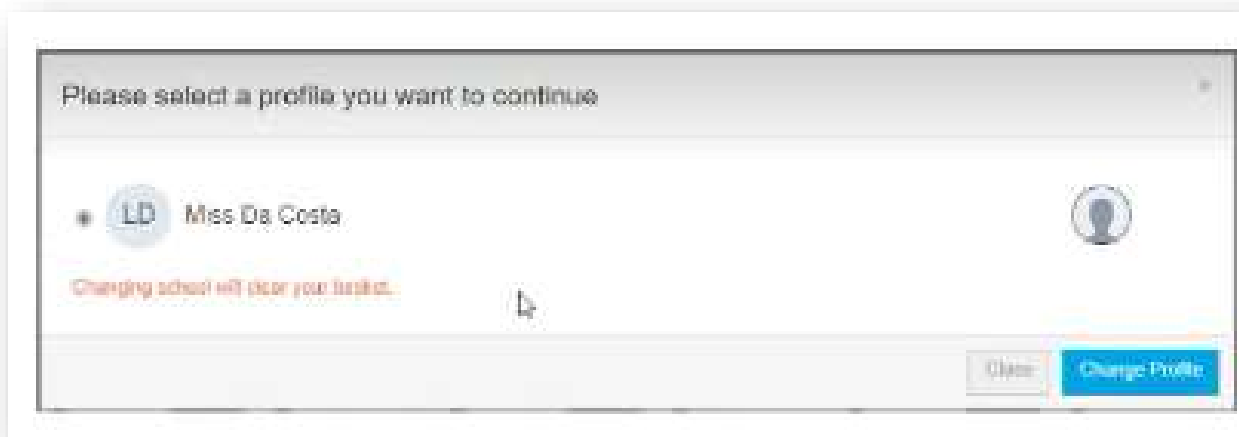 Please select a profile you want to continue
LD Miss Da Costa
Changing school will clear your basket.
Close Change Profile